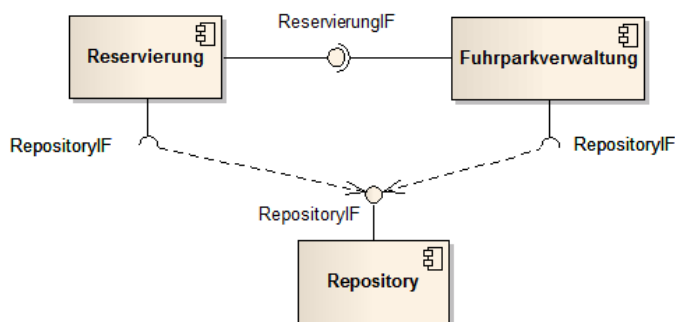 ReservierungIF
Reservierung
Fuhrparkverwaltung
RepositoryIF
RepositoryIF
RepositoryIF
Repository